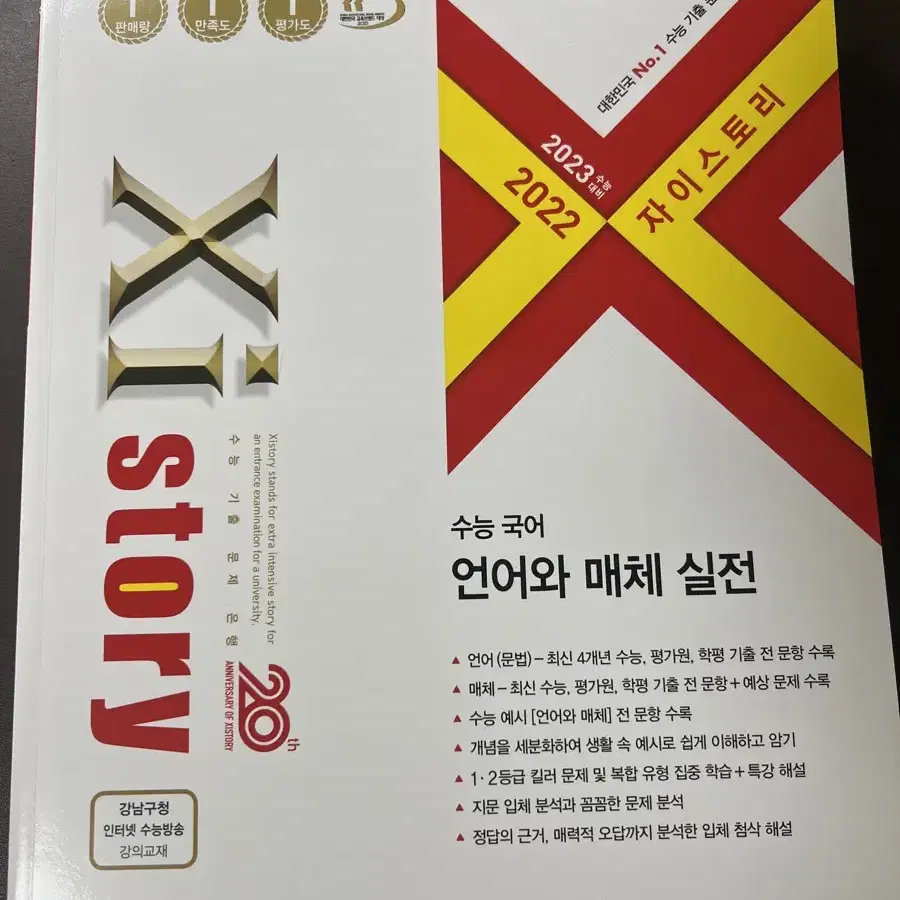 1
판매량
1
만족도
1
평가도
대한민국 No.1 수능 기출
2023 수능 대비
2022
자이스토리
Xi
story
Xistory stands for extra intensive story for
an entrance examination for a university.
수능 기출 문제 은행
20th
ANNIVERSARY OF XISTORY
강남구청
인터넷 수능방송
강의교재
수능 국어
언어와 매체 실전
▲ 언어 (문법) – 최신 4개년 수능, 평가원, 학평 기출 전 문항 수록
▲ 매체 – 최신 수능, 평가원, 학평 기출 전 문항 + 예상 문제 수록
▲ 수능 예시 [언어와 매체] 전 문항 수록
▲ 개념을 세분화하여 생활 속 예시로 쉽게 이해하고 암기
▲ 1·2등급 킬러 문제 및 복합 유형 집중 학습 + 특강 해설
▲ 지문 입체 분석과 꼼꼼한 문제 분석
▲ 정답의 근거, 매력적 오답까지 분석한 입체 첨삭 해설